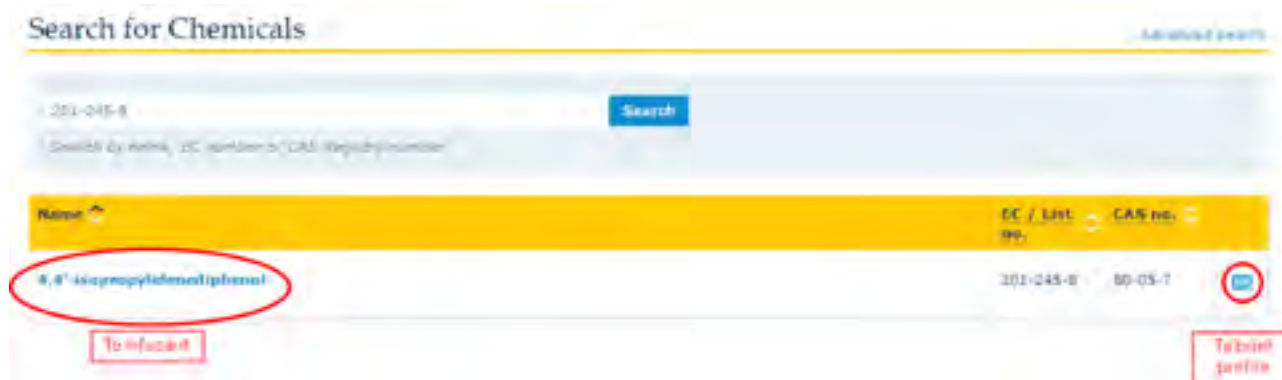 Search for Chemicals
Advanced search
201-245-8
Search
Search by name, EC number or CAS Registry number
Name
EC / List no.
CAS no.
4,4'-isopropylidenediphenol
201-245-8
80-05-7
To infocard
To brief
profile